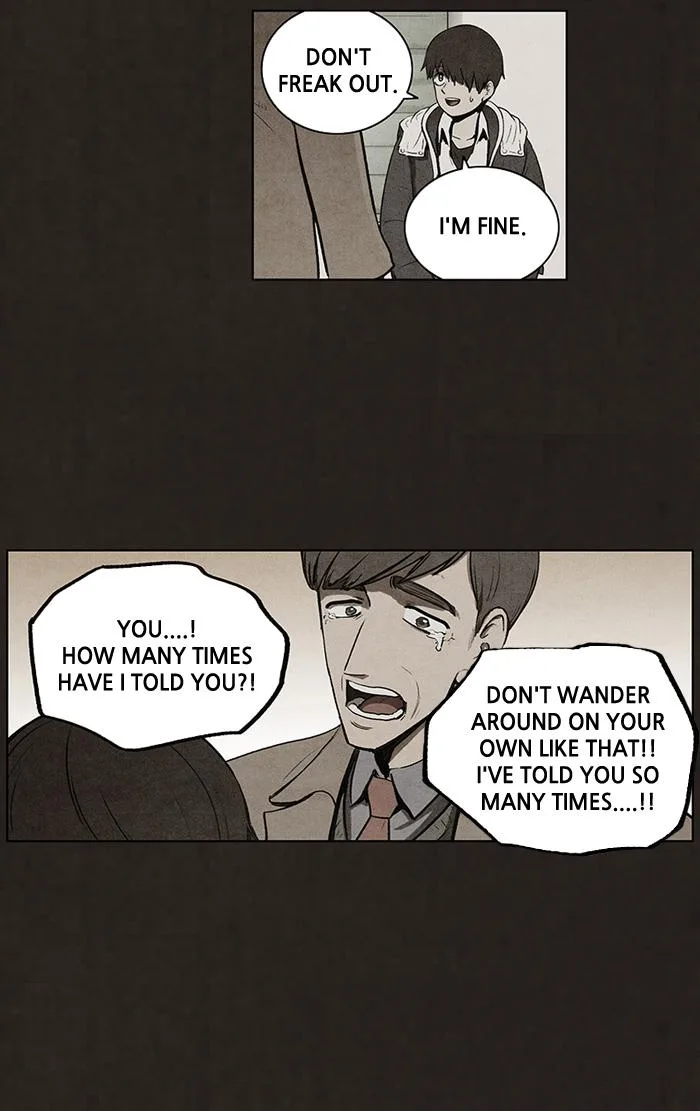 DON'T
FREAK OUT.
I'M FINE.
YOU....!
HOW MANY TIMES
HAVE I TOLD YOU?!
DON'T WANDER
AROUND ON YOUR
OWN LIKE THAT!!
I'VE TOLD YOU SO
MANY TIMES....!!